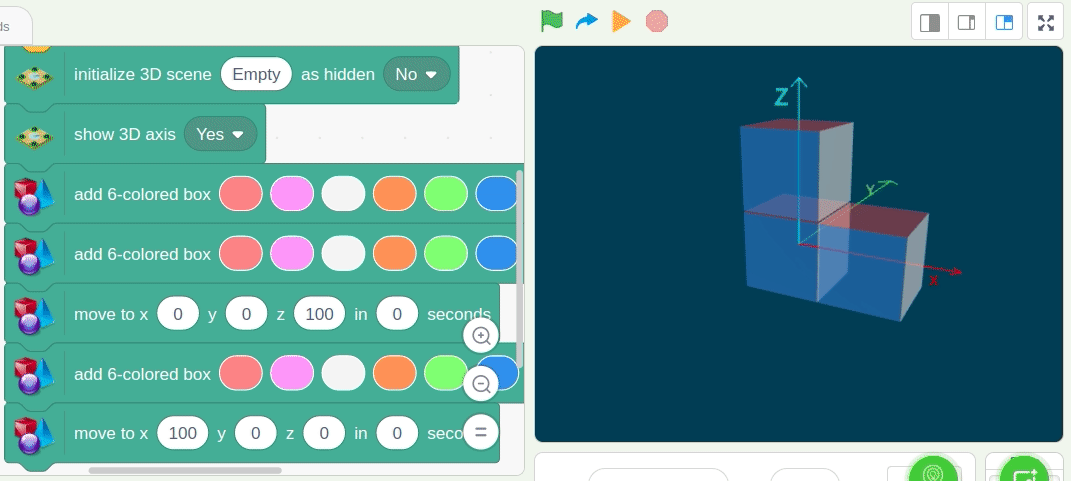 ds
initialize 3D scene Empty as hidden No
show 3D axis Yes
add 6-colored box
add 6-colored box
move to x 0 y 0 z 100 in 0 seconds
add 6-colored box
move to x 100 y 0 z 0 in 0 seco
Z
Y
X